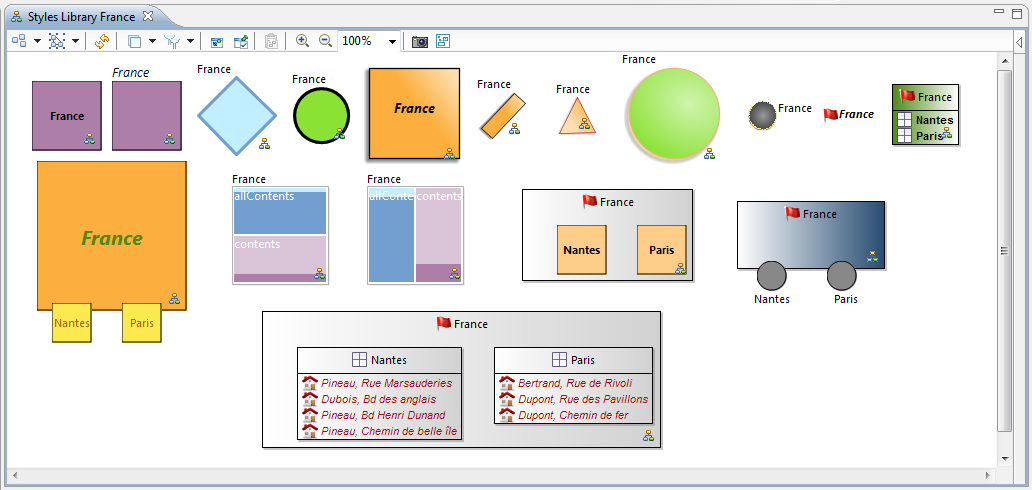 Styles Library France
100%
France
France
France
France
France
France
France
France
France
France
France
Nantes
Paris
France
Nantes
Paris
France
allContents
contents
France
allConte
contents
France
Nantes
Paris
France
Nantes
Paris
France
Nantes
Pineau, Rue Marsauderies
Dubois, Bd des anglais
Pineau, Bd Henri Dunand
Pineau, Chemin de belle île
Paris
Bertrand, Rue de Rivoli
Dupont, Rue des Pavillons
Dupont, Chemin de fer